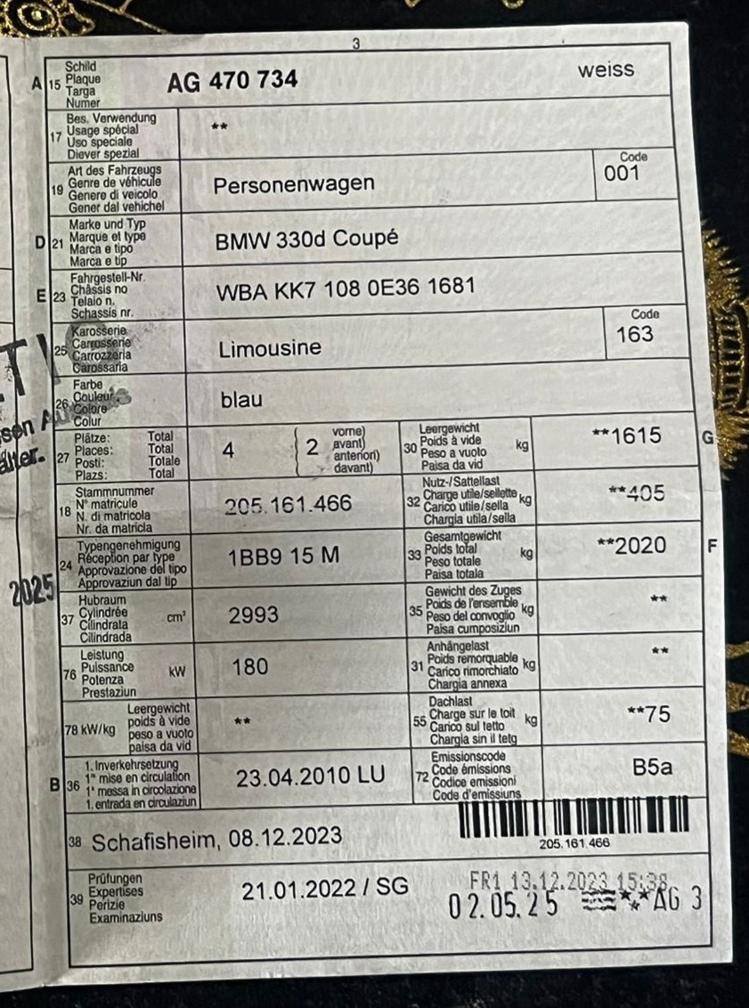 3
A 15 Schild
Plaque
Targa
Numer
AG 470 734
weiss
17 Bes. Verwendung
Usage spécial
Uso speciale
Diever spezial
**
19 Art des Fahrzeugs
Genre de véhicule
Genere di veicolo
Gener dal vehichel
Personenwagen
Code
001
D 21 Marke und Typ
Marque et type
Marca e tipo
Marca e tip
BMW 330d Coupé
E 23 Fahrgestell-Nr.
Châssis no
Telaio n.
Schassis nr.
WBA KK7 108 0E36 1681
25 Karosserie
Carrosserie
Carrozzeria
Carossaria
Limousine
Code
163
26 Farbe
Couleur
Colore
Colur
blau
27 Plätze: Total
Places: Total
Posti: Totale
Plazs: Total
4
2
vorne)
avant)
anteriori)
davant)
30 Leergewicht
Poids à vide
Peso a vuoto
Paisa da vid
kg
**1615
G
18 Stammnummer
N° matricule
N. di matricola
Nr. da matricla
205.161.466
32 Nutz-/Sattellast
Charge utile/sellette
Carico utile/sella
Chargia utila/sella
kg
**405
24 Typengenehmigung
Réception par type
Approvazione del tipo
Approvaziun dal tip
1BB9 15 M
33 Gesamtgewicht
Poids total
Peso totale
Paisa totala
kg
**2020
F
2025
37 Hubraum
Cylindrée
Cilindrata
Cilindrada
cm³
2993
35 Gewicht des Zuges
Poids de l'ensemble
Peso del convoglio
Paisa cumposiziun
kg
**
76 Leistung
Puissance
Potenza
Prestaziun
kW
180
31 Anhängelast
Poids remorquable
Carico rimorchiato
Chargia annexa
kg
**
78 kW/kg
Leergewicht
poids à vide
peso a vuoto
paisa da vid
**
55 Dachlast
Charge sur le toit
Carico sul tetto
Chargia sin il tetg
kg
**75
B 36 1. Inverkehrsetzung
1re mise en circulation
1a messa in circolazione
1. entrada en circulaziun
23.04.2010 LU
72 Emissionscode
Code émissions
Codice emissioni
Code d'emissiuns
B5a
38 Schafisheim, 08.12.2023
205.161.466
39 Prüfungen
Expertises
Perizie
Examinaziuns
21.01.2022 / SG
FR1 13.12.2023 15:38
02.05.25 AG 3